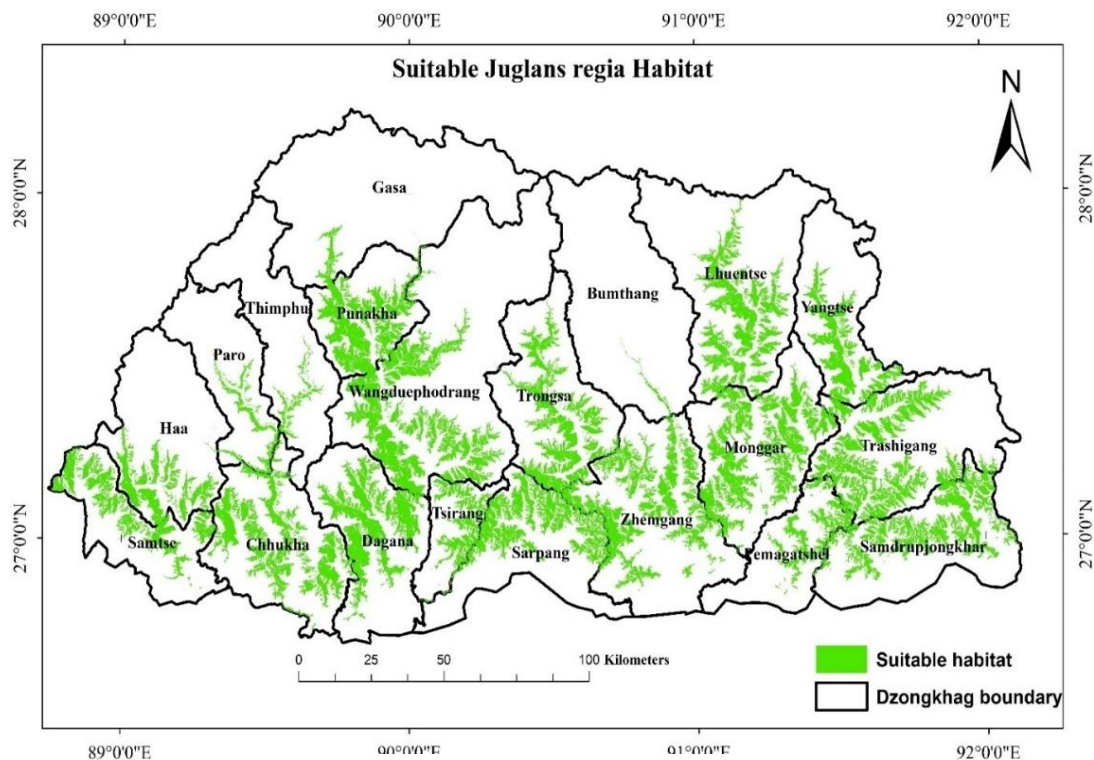 89°0'0"E 90°0'0"E 91°0'0"E 92°0'0"E
Suitable Juglans regia Habitat
N
28°0'0"N
28°0'0"N
Gasa
Lhuentse
Bumthang
Yangtse
Thimphu
Punakha
Paro
Wangduephodrang
Trongsa
Haa
Monggar
Trashigang
Tsirang
Zhemgang
27°0'0"N
27°0'0"N
Samtse
Chhukha
Dagana
Sarpang
Pemagatshel
Samdrupjongkhar
0 25 50 100 Kilometers
Suitable habitat
Dzongkhag boundary
89°0'0"E 90°0'0"E 91°0'0"E 92°0'0"E